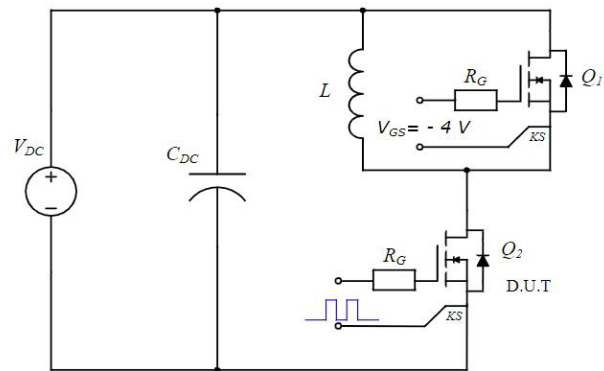 L
R_G
Q_1
V_GS = - 4 V
KS
V_DC
C_DC
+
−
R_G
Q_2
D.U.T
KS